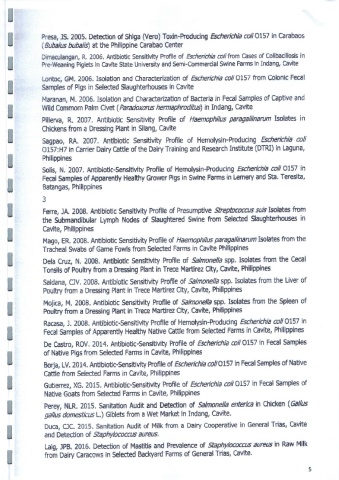 Presa, JS. 2005. Detection of Shiga (Vero) Toxin-Producing Escherichia coli O157 in Carabaos
(Bubalus bubalis) at the Philippine Carabao Center
Dimaculangan, R. 2006. Antibiotic Sensitivity Profile of Escherichia coli from Cases of Colibacillosis in
Pre-Weaning Piglets in Cavite State University and Semi-Commercial Swine Farms in Indang, Cavite
Lontoc, GM. 2006. Isolation and Characterization of Escherichia coli O157 from Colonic Fecal
Samples of Pigs in Selected Slaughterhouses in Cavite
Maranan, M. 2006. Isolation and Characterization of Bacteria in Fecal Samples of Captive and
Wild Common Palm Civet (Paradoxurus hermaphroditus) in Indang, Cavite
Pillerva, R. 2007. Antibiotic Sensitivity Profile of Haemophilus paragallinarum Isolates in
Chickens from a Dressing Plant in Silang, Cavite
Sagpao, RA. 2007. Antibiotic Sensitivity Profile of Hemolysin-Producing Escherichia coli
O157:H7 in Carrier Dairy Cattle of the Dairy Training and Research Institute (DTRI) in Laguna,
Philippines
Solis, N. 2007. Antibiotic-Sensitivity Profile of Hemolysin-Producing Escherichia coli O157 in
Fecal Samples of Apparently Healthy Grower Pigs in Swine Farms in Lemery and Sta. Teresita,
Batangas, Philippines
3
Ferre, JA. 2008. Antibiotic Sensitivity Profile of Presumptive Streptococcus suis Isolates from
the Submandibular Lymph Nodes of Slaughtered Swine from Selected Slaughterhouses in
Cavite, Philippines
Mago, ER. 2008. Antibiotic Sensitivity Profile of Haemophilus paragallinarum Isolates from the
Tracheal Swabs of Game Fowls from Selected Farms in Cavite Philippines
Dela Cruz, N. 2008. Antibiotic Sensitivity Profile of Salmonella spp. Isolates from the Cecal
Tonsils of Poultry from a Dressing Plant in Trece Martirez City, Cavite, Philippines
Saldana, CJV. 2008. Antibiotic Sensitivity Profile of Salmonella spp. Isolates from the Liver of
Poultry from a Dressing Plant in Trece Martirez City, Cavite, Philippines
Mojica, M. 2008. Antibiotic Sensitivity Profile of Salmonella spp. Isolates from the Spleen of
Poultry from a Dressing Plant in Trece Martirez City, Cavite, Philippines
Racasa, J. 2008. Antibiotic-Sensitivity Profile of Hemolysin-Producing Escherichia coli O157 in
Fecal Samples of Apparently Healthy Native Cattle from Selected Farms in Cavite, Philippines
De Castro, ROV. 2014. Antibiotic-Sensitivity Profile of Escherichia coli O157 in Fecal Samples
of Native Pigs from Selected Farms in Cavite, Philippines
Borja, LV. 2014. Antibiotic-Sensitivity Profile of Escherichia coli O157 in Fecal Samples of Native
Cattle from Selected Farms in Cavite, Philippines
Gutierrez, XG. 2015. Antibiotic-Sensitivity Profile of Escherichia coli O157 in Fecal Samples of
Native Goats from Selected Farms in Cavite, Philippines
Perey, NLR. 2015. Sanitation Audit and Detection of Salmonella enterica in Chicken (Gallus
gallus domesticus L.) Giblets from a Wet Market in Indang, Cavite.
Duca, CJC. 2015. Sanitation Audit of Milk from a Dairy Cooperative in General Trias, Cavite
and Detection of Staphylococcus aureus.
Laig, JPB. 2016. Detection of Mastitis and Prevalence of Staphylococcus aureus in Raw Milk
from Dairy Caracows in Selected Backyard Farms of General Trias, Cavite.
5